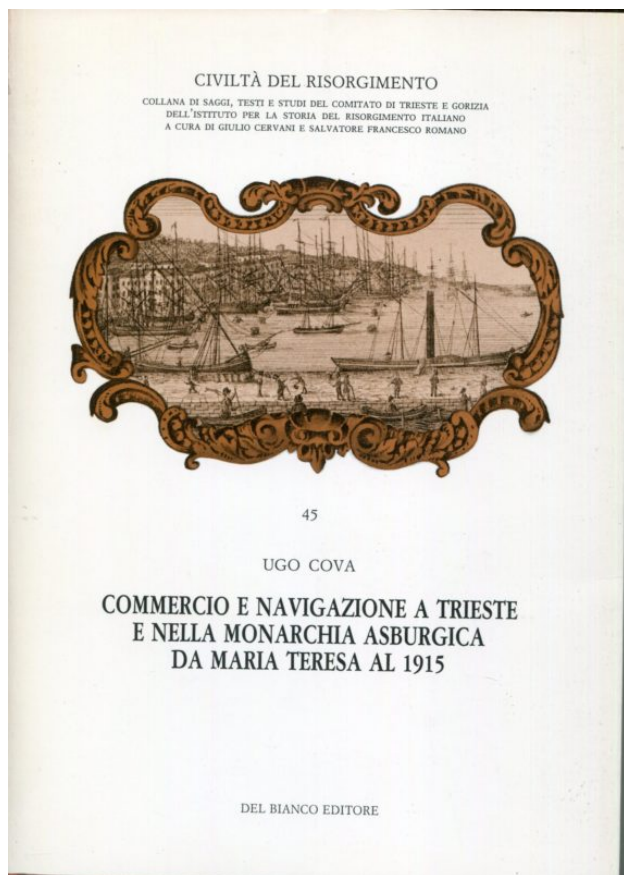 CIVILTÀ DEL RISORGIMENTO
COLLANA DI SAGGI, TESTI E STUDI DEL COMITATO DI TRIESTE E GORIZIA
DELL'ISTITUTO PER LA STORIA DEL RISORGIMENTO ITALIANO
A CURA DI GIULIO CERVANI E SALVATORE FRANCESCO ROMANO
45
UGO COVA
COMMERCIO E NAVIGAZIONE A TRIESTE
E NELLA MONARCHIA ASBURGICA
DA MARIA TERESA AL 1915
DEL BIANCO EDITORE